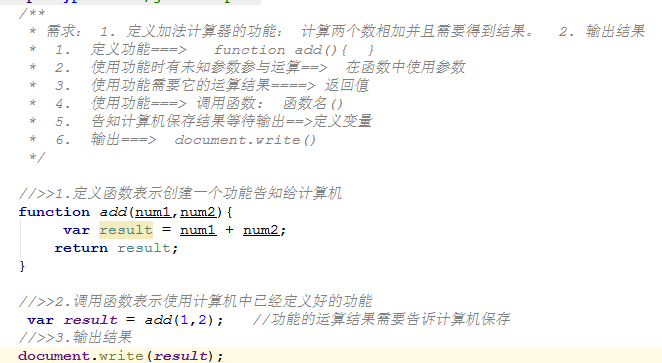 /**
* 需求： 1. 定义加法计算器的功能： 计算两个数相加并且需要得到结果。 2. 输出结果
* 1. 定义功能===> function add(){ }
* 2. 使用功能时有未知参数参与运算==> 在函数中使用参数
* 3. 使用功能需要它的运算结果====> 返回值
* 4. 使用功能===> 调用函数： 函数名()
* 5. 告知计算机保存结果等待输出==>定义变量
* 6. 输出===> document.write()
*/
//>>1.定义函数表示创建一个功能告知给计算机
function add(num1,num2){
var result = num1 + num2;
return result;
}
//>>2.调用函数表示使用计算机中已经定义好的功能
var result = add(1,2); //功能的运算结果需要告诉计算机保存
//>>3.输出结果
document.write(result);